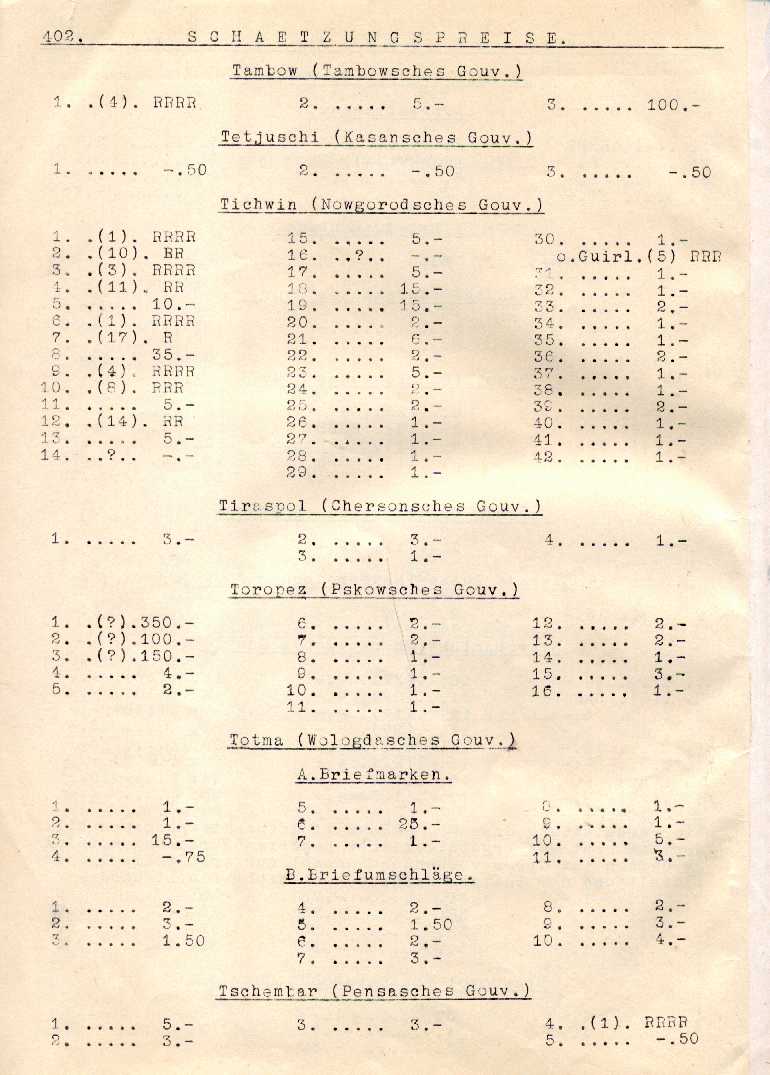 402. SCHAETZUNGSPREISE.
Tambow (Tambowsches Gouv.)
1. .(4). RRRR 2. ..... 5.- 3. ..... 100.-
Tetjuschi (Kasansches Gouv.)
1. ..... -.50 2. ..... -.50 3. ..... -.50
Tichwin (Nowgorodsches Gouv.)
1. .(1). RRRR 15. ..... 5.- 30. ..... 1.-
2. .(10). RR 16. ..?.. -.- o.Guirl.(5) RRR
3. .(3). RRRR 17. ..... 5.- 31. ..... 1.-
4. .(11). RR 18. ..... 15.- 32. ..... 1.-
5. ..... 10.- 19. ..... 15.- 33. ..... 2.-
6. .(1). RRRR 20. ..... 2.- 34. ..... 1.-
7. .(17). R 21. ..... 6.- 35. ..... 1.-
8. ..... 35.- 22. ..... 2.- 36. ..... 2.-
9. .(4). RRRR 23. ..... 5.- 37. ..... 1.-
10. .(8). RRR 24. ..... 2.- 38. ..... 1.-
11. ..... 5.- 25. ..... 2.- 39. ..... 2.-
12. .(14). RR 26. ..... 1.- 40. ..... 1.-
13. ..... 5.- 27. ..... 1.- 41. ..... 1.-
14. ..?.. -.- 28. ..... 1.- 42. ..... 1.-
29. ..... 1.-
Tiraspol (Chersonsches Gouv.)
1. ..... 3.- 2. ..... 3.- 4. ..... 1.-
3. ..... 1.-
Toropez (Pskowsches Gouv.)
1. .(?).350.- 6. ..... 2.- 12. ..... 2.-
2. .(?).100.- 7. ..... 2.- 13. ..... 2.-
3. .(?).150.- 8. ..... 1.- 14. ..... 1.-
4. ..... 4.- 9. ..... 1.- 15. ..... 3.-
5. ..... 2.- 10. ..... 1.- 16. ..... 1.-
11. ..... 1.-
Totma (Wologdasches Gouv.)
A.Briefmarken.
1. ..... 1.- 5. ..... 1.- 8. ..... 1.-
2. ..... 1.- 6. ..... 25.- 9. ..... 1.-
3. ..... 15.- 7. ..... 1.- 10. ..... 5.-
4. ..... -.75 11. ..... 3.-
B.Briefumschläge.
1. ..... 2.- 4. ..... 2.- 8. ..... 2.-
2. ..... 3.- 5. ..... 1.50 9. ..... 3.-
3. ..... 1.50 6. ..... 2.- 10. ..... 4.-
7. ..... 3.-
Tschembar (Pensasches Gouv.)
1. ..... 5.- 3. ..... 3.- 4. .(1). RRRR
2. ..... 3.- 5. ..... -.50